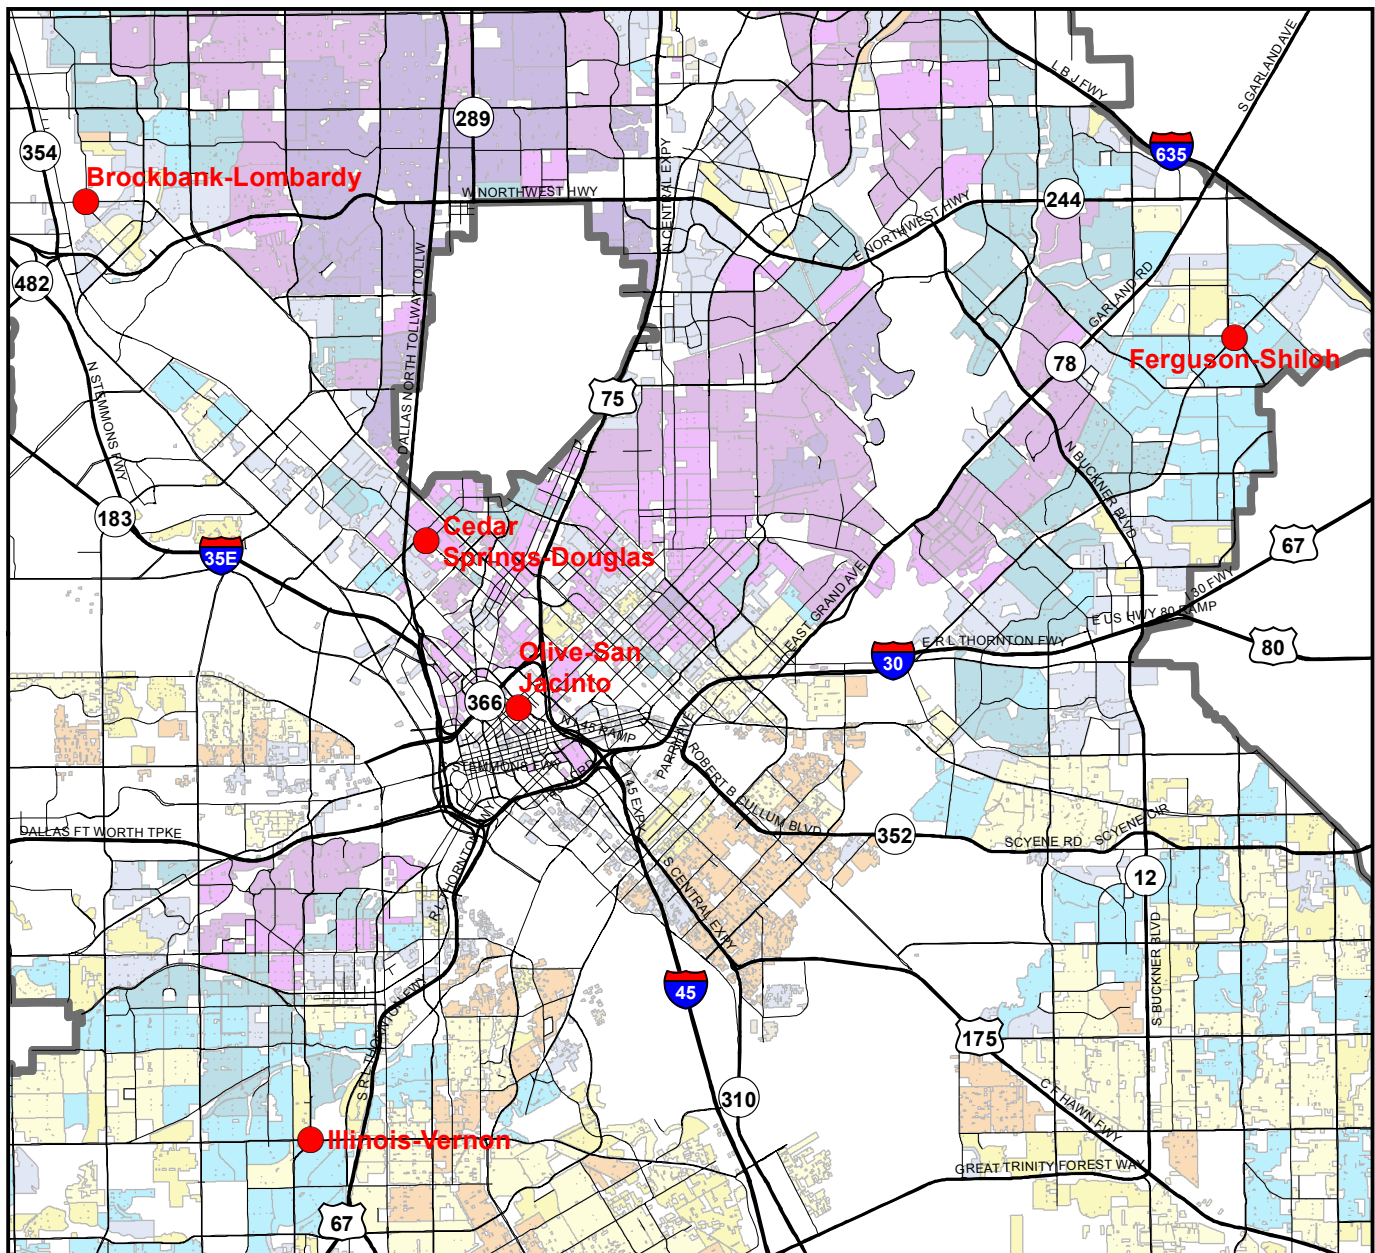 L B J FWY
S GARLAND AVE
289
354
635
Brockbank-Lombardy
W NORTHWEST HWY
N CENTRAL EXPY
244
E NORTHWEST HWY
482
DALLAS NORTH TOLLWAY TOLLW
GARLAND RD
Ferguson-Shiloh
78
75
N STEMMONS FWY
N BUCKNER BLVD
183
Cedar
Springs-Douglas
35E
67
I 30 FWY
E US HWY 80 RAMP
EAST GRAND AVE
E R L THORNTON FWY
80
30
Olive-San
Jacinto
366
N I 45 RAMP
PARRY AVE
STEMMONS FWY
I 45 EXPY
ROBERT B CULLUM BLVD
DALLAS FT WORTH TPKE
352
SCYENE RD
SCYENE CIR
12
R L THORNTON FWY
S CENTRAL EXPY
45
S BUCKNER BLVD
175
S R L THORNTON FWY
310
C F HAWN FWY
Illinois-Vernon
GREAT TRINITY FOREST WAY
67